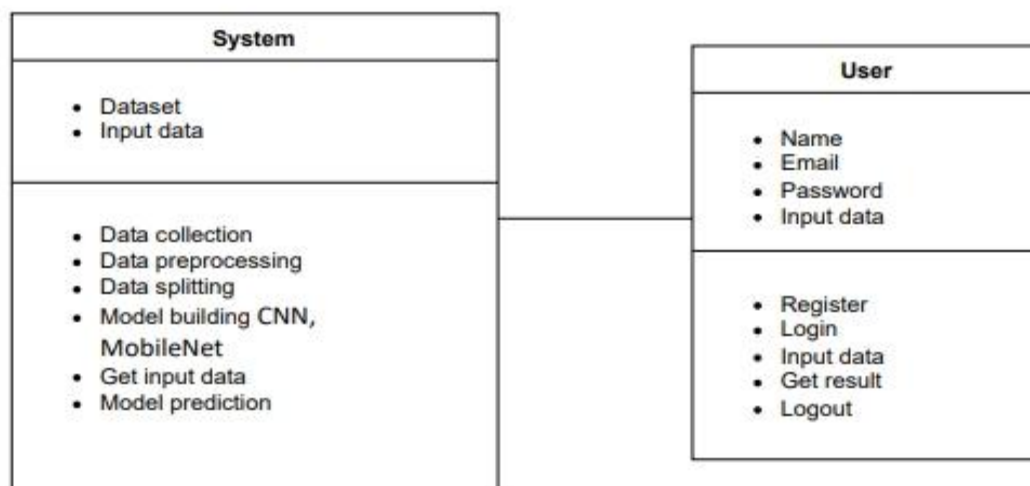 System
• Dataset
• Input data
• Data collection
• Data preprocessing
• Data splitting
• Model building CNN,
MobileNet
• Get input data
• Model prediction
User
• Name
• Email
• Password
• Input data
• Register
• Login
• Input data
• Get result
• Logout